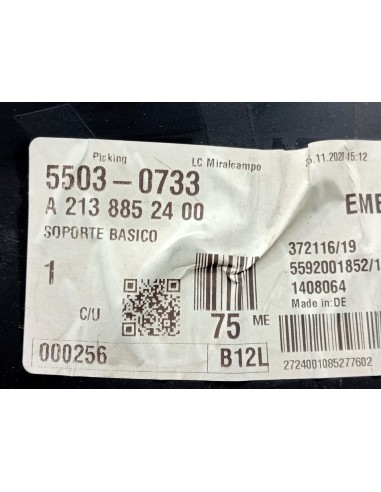 Picking LC Miralcampo .11.2021 15:12
5503-0733
A 213 885 24 00
SOPORTE BASICO
EME
372116/19
5592001852/1
1408064
Made in:DE
1
C/U
75 ME
000256
B12L
2724001085277602